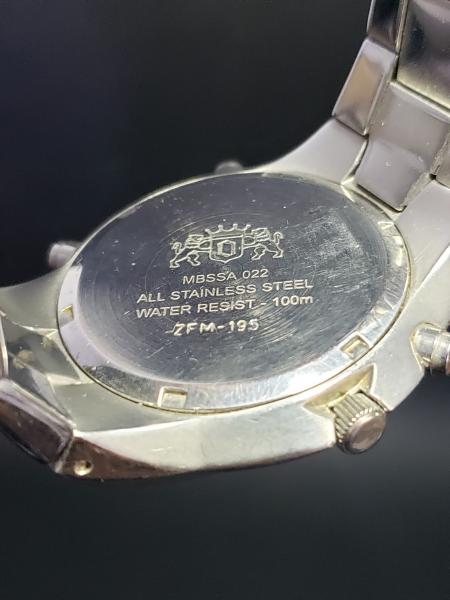 MBSSA 022
ALL STAINLESS STEEL
WATER RESIST - 100m
ZFM-195